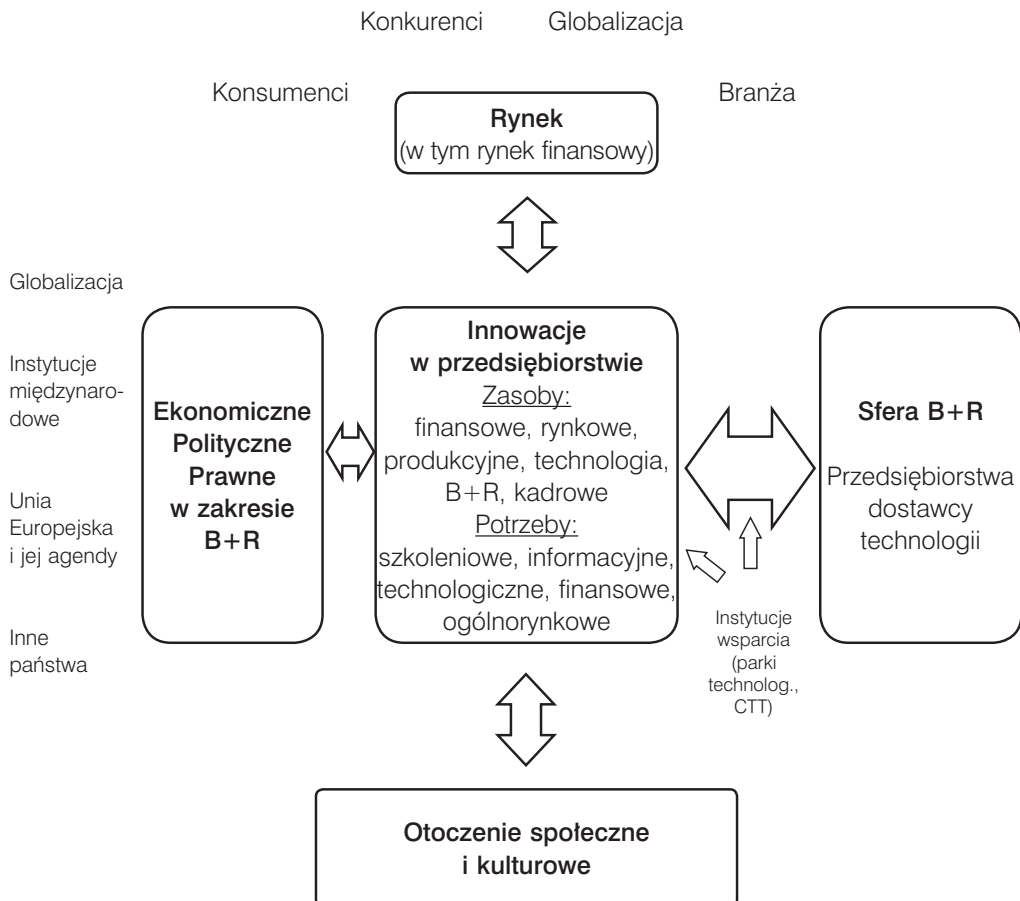 Konkurenci
Globalizacja
Konsumenci
Branża
Rynek
(w tym rynek finansowy)
Globalizacja
Instytucje
międzynaro-
dowe
Unia
Europejska
i jej agendy
Inne
państwa
Ekonomiczne
Polityczne
Prawne
w zakresie
B+R
Innowacje
w przedsiębiorstwie
Zasoby:
finansowe, rynkowe,
produkcyjne, technologia,
B+R, kadrowe
Potrzeby:
szkoleniowe, informacyjne,
technologiczne, finansowe,
ogólnorynkowe
Instytucje
wsparcia
(parki
technolog.,
CTT)
Sfera B+R
Przedsiębiorstwa
dostawcy
technologii
Otoczenie społeczne
i kulturowe